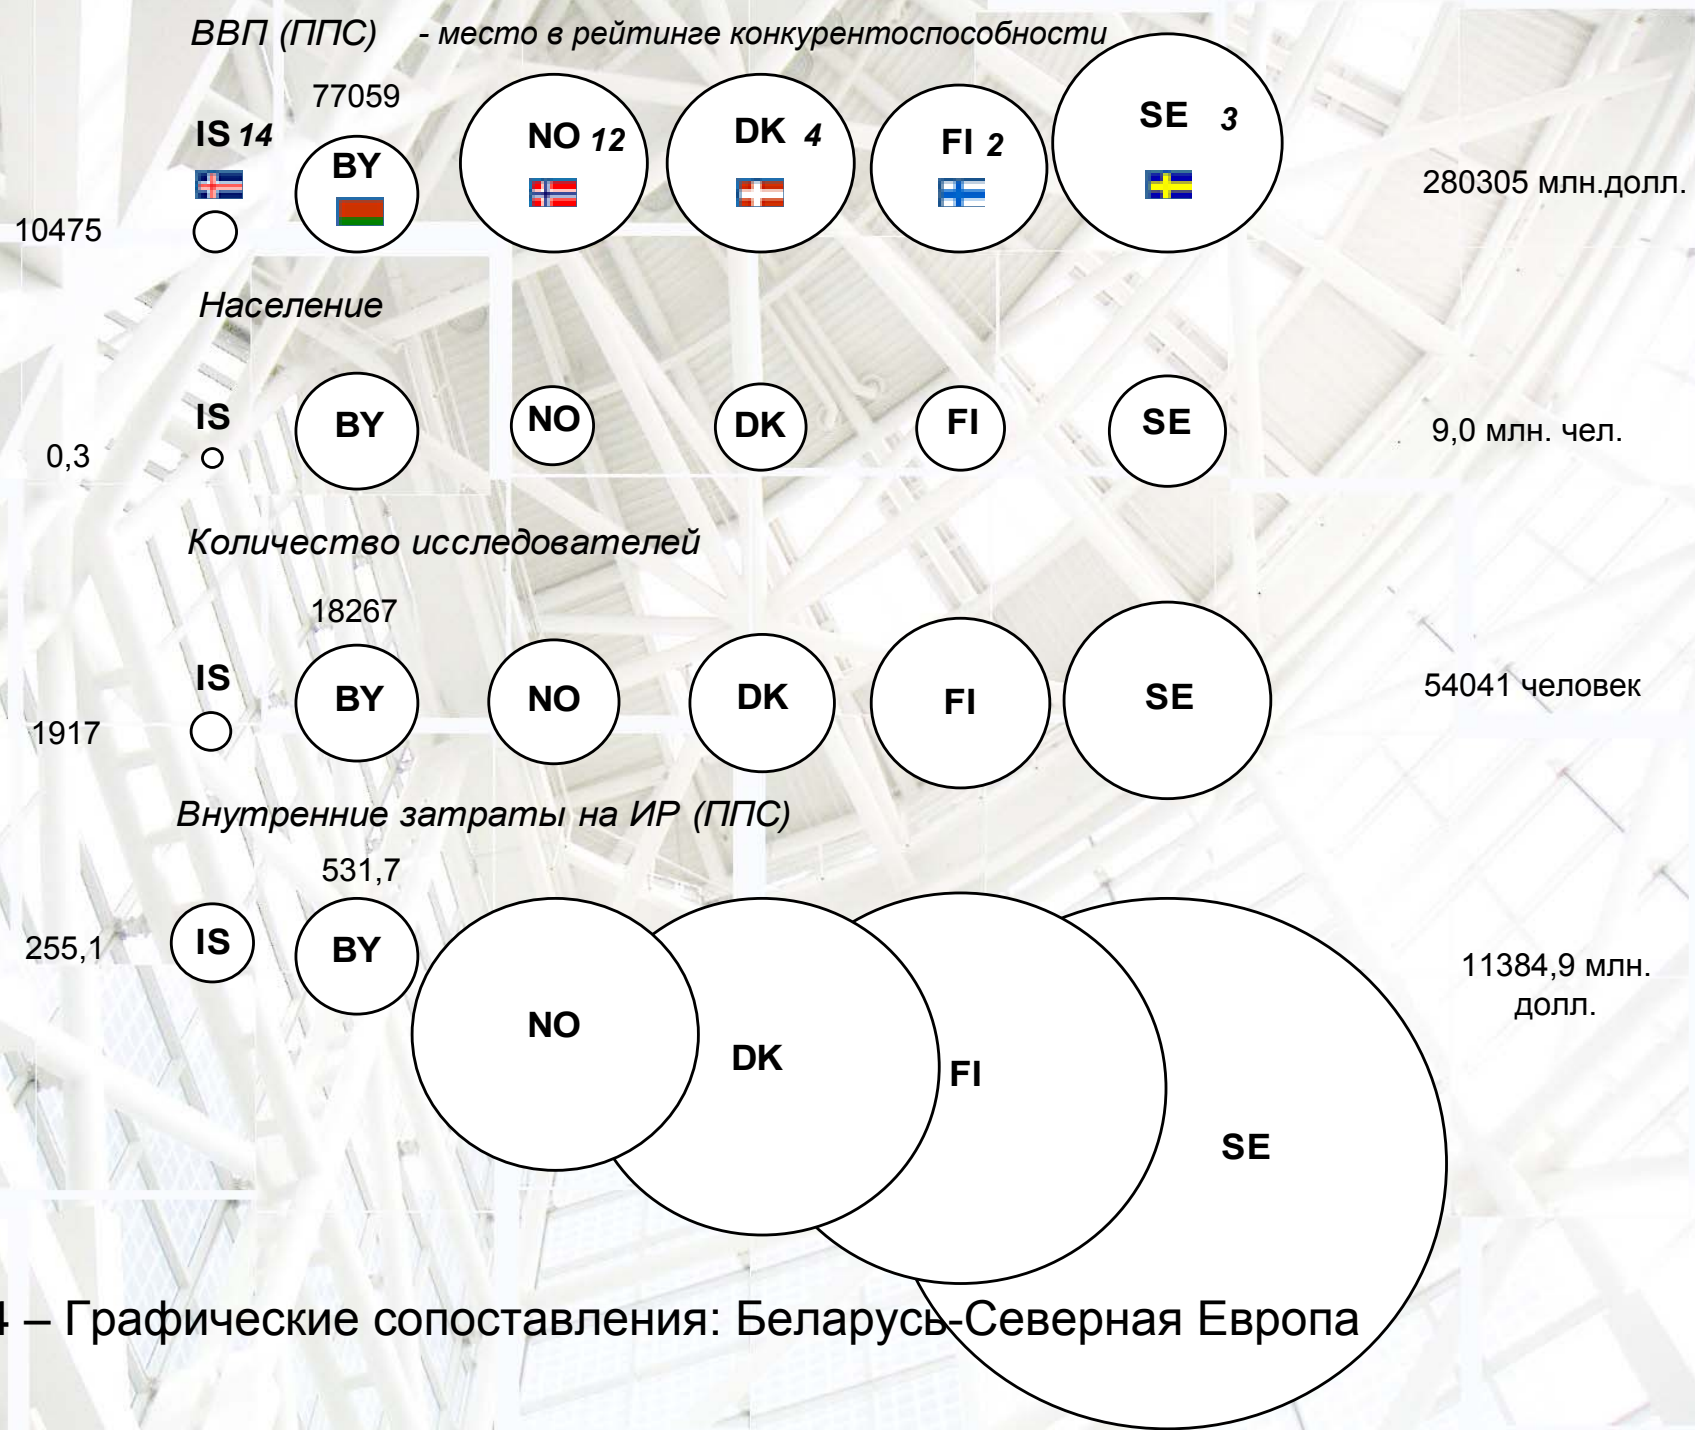 ВВП (ППС) - место в рейтинге конкурентоспособности
77059
IS 14
BY
NO 12
DK 4
FI 2
SE 3
280305 млн.долл.
10475
Население
IS
BY
NO
DK
FI
SE
9,0 млн. чел.
0,3
Количество исследователей
18267
IS
BY
NO
DK
FI
SE
54041 человек
1917
Внутренние затраты на ИР (ППС)
531,7
255,1
IS
BY
NO
DK
FI
SE
11384,9 млн.
долл.
4 – Графические сопоставления: Беларусь-Северная Европа